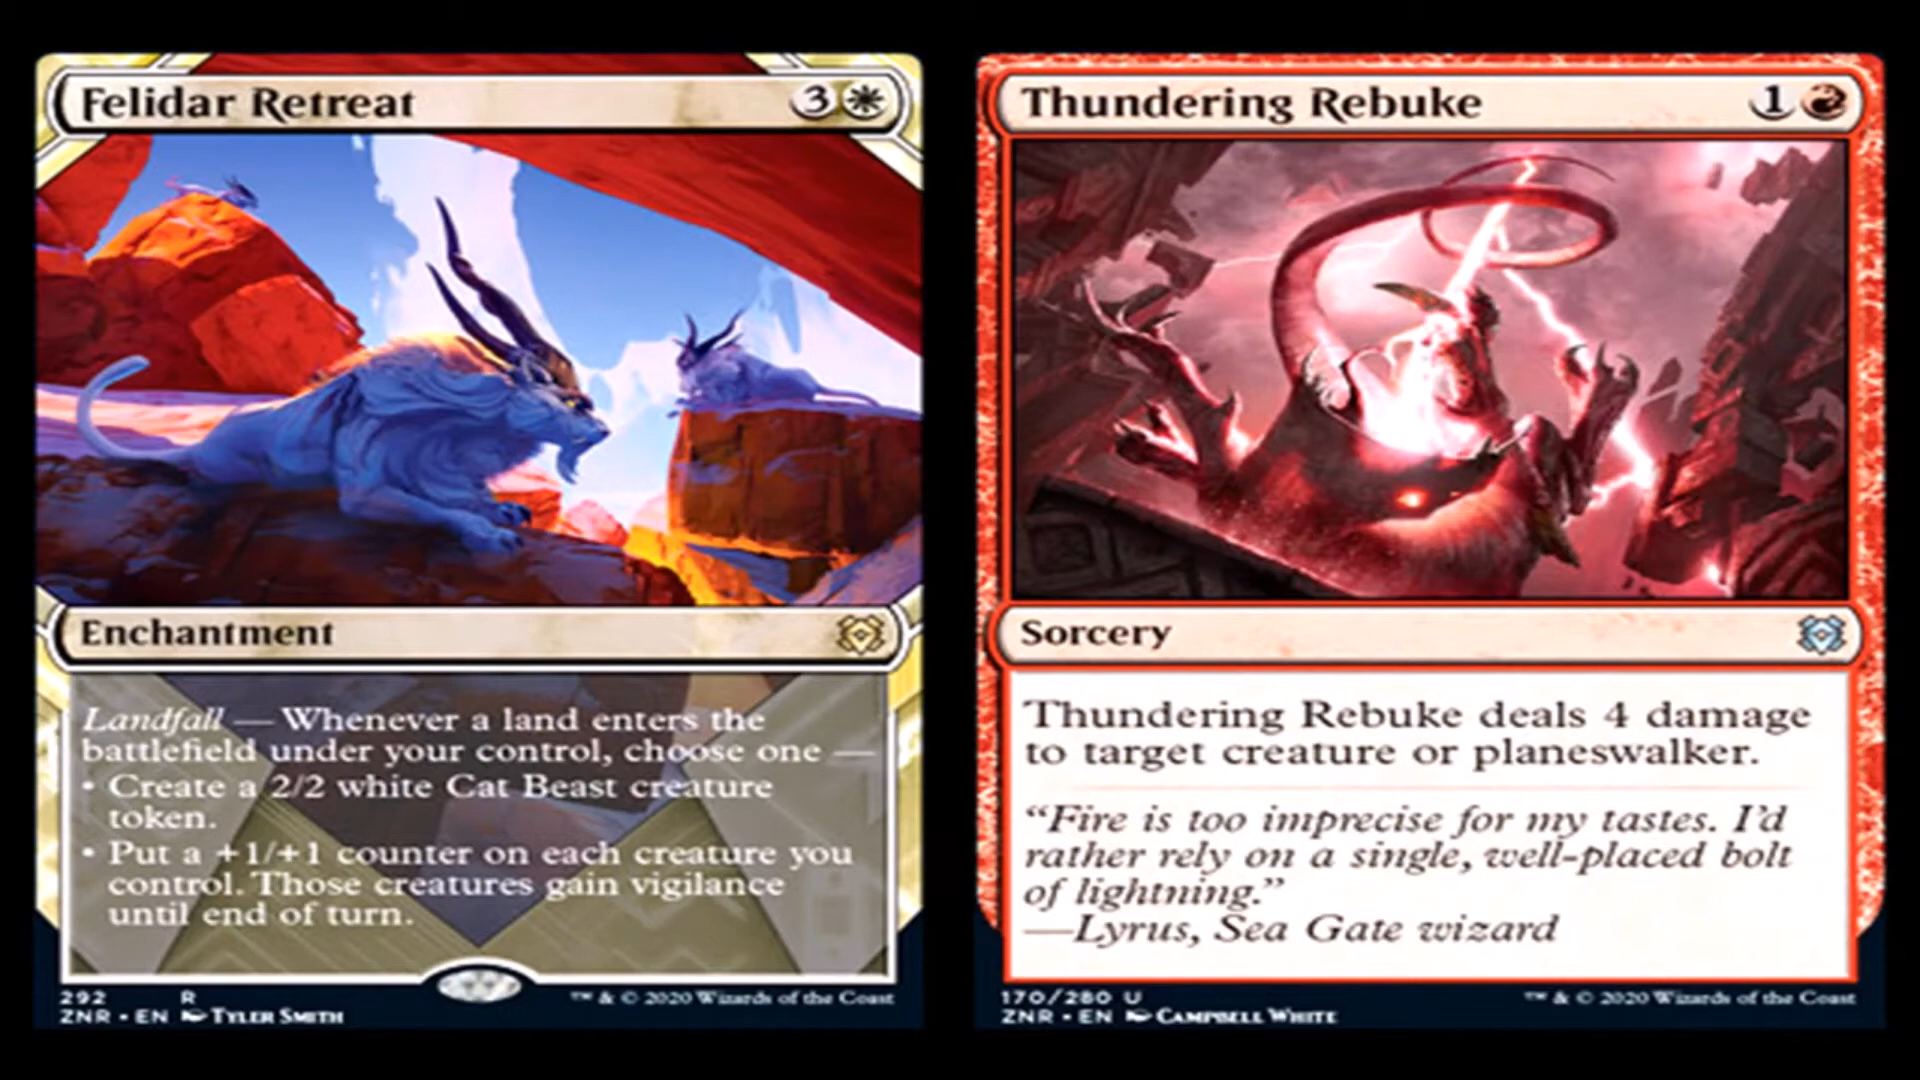 Felidar Retreat
3
Enchantment
Landfall — Whenever a land enters the
battlefield under your control, choose one —
• Create a 2/2 white Cat Beast creature
token.
• Put a +1/+1 counter on each creature you
control. Those creatures gain vigilance
until end of turn.
292 R
ZNR • EN Tyler Smith
™ & © 2020 Wizards of the Coast
Thundering Rebuke
1
Sorcery
Thundering Rebuke deals 4 damage
to target creature or planeswalker.
“Fire is too imprecise for my tastes. I’d
rather rely on a single, well-placed bolt
of lightning.”
—Lyrus, Sea Gate wizard
170/280 U
ZNR • EN Campbell White
™ & © 2020 Wizards of the Coast